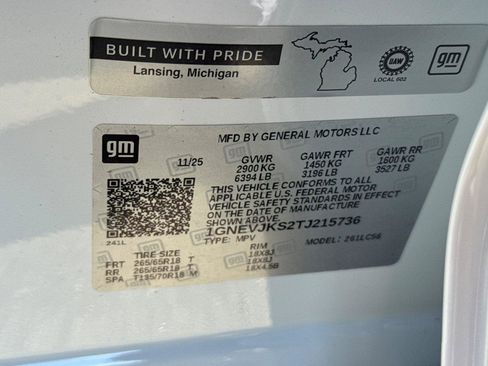 BUILT WITH PRIDE
Lansing, Michigan
UAW
LOCAL 602
gm
gm
MFD BY GENERAL MOTORS LLC
11/25 GVWR GAWR FRT GAWR RR
2900 KG 1450 KG 1600 KG
6394 LB 3196 LB 3527 LB
THIS VEHICLE CONFORMS TO ALL
APPLICABLE U.S. FEDERAL MOTOR
VEHICLE SAFETY STANDARDS IN EFFECT
ON THE DATE OF MANUFACTURE
SHOWN ABOVE.
1GNEVJKS2TJ215736
TYPE: MPV MODEL: 261LC56
241L
TIRE SIZE RIM
FRT 265/65R18 T 18X8J
RR 265/65R18 T 18X8J
SPA T135/70R18 M 18X4.5B